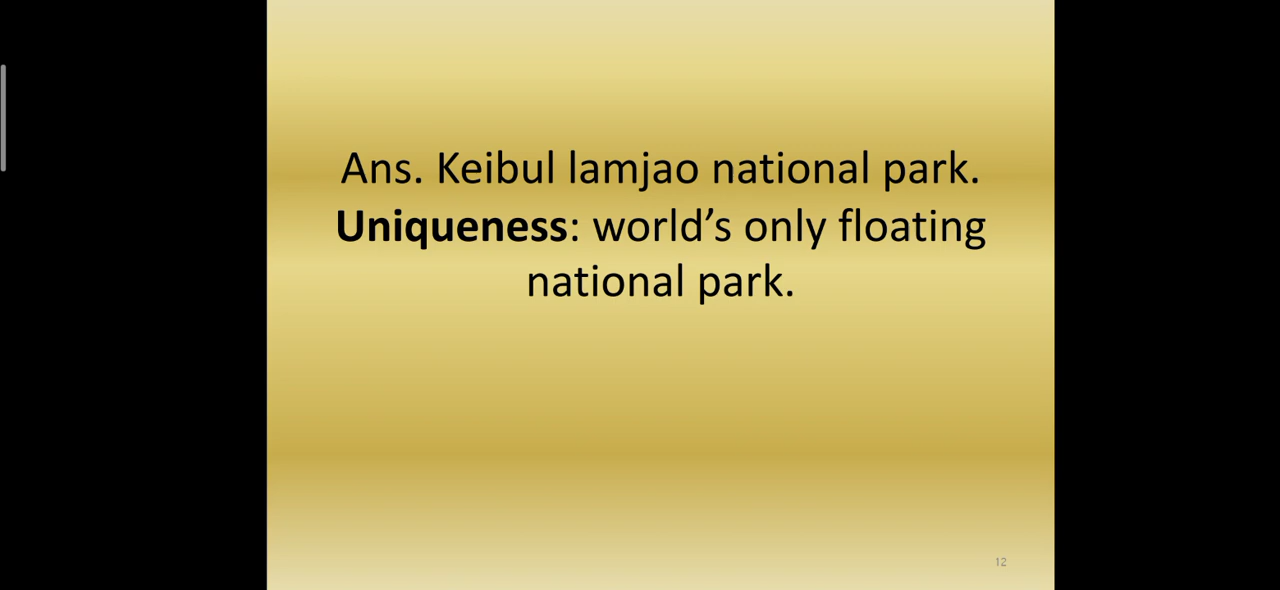 Ans. Keibul lamjao national park.
Uniqueness: world’s only floating
national park.
12